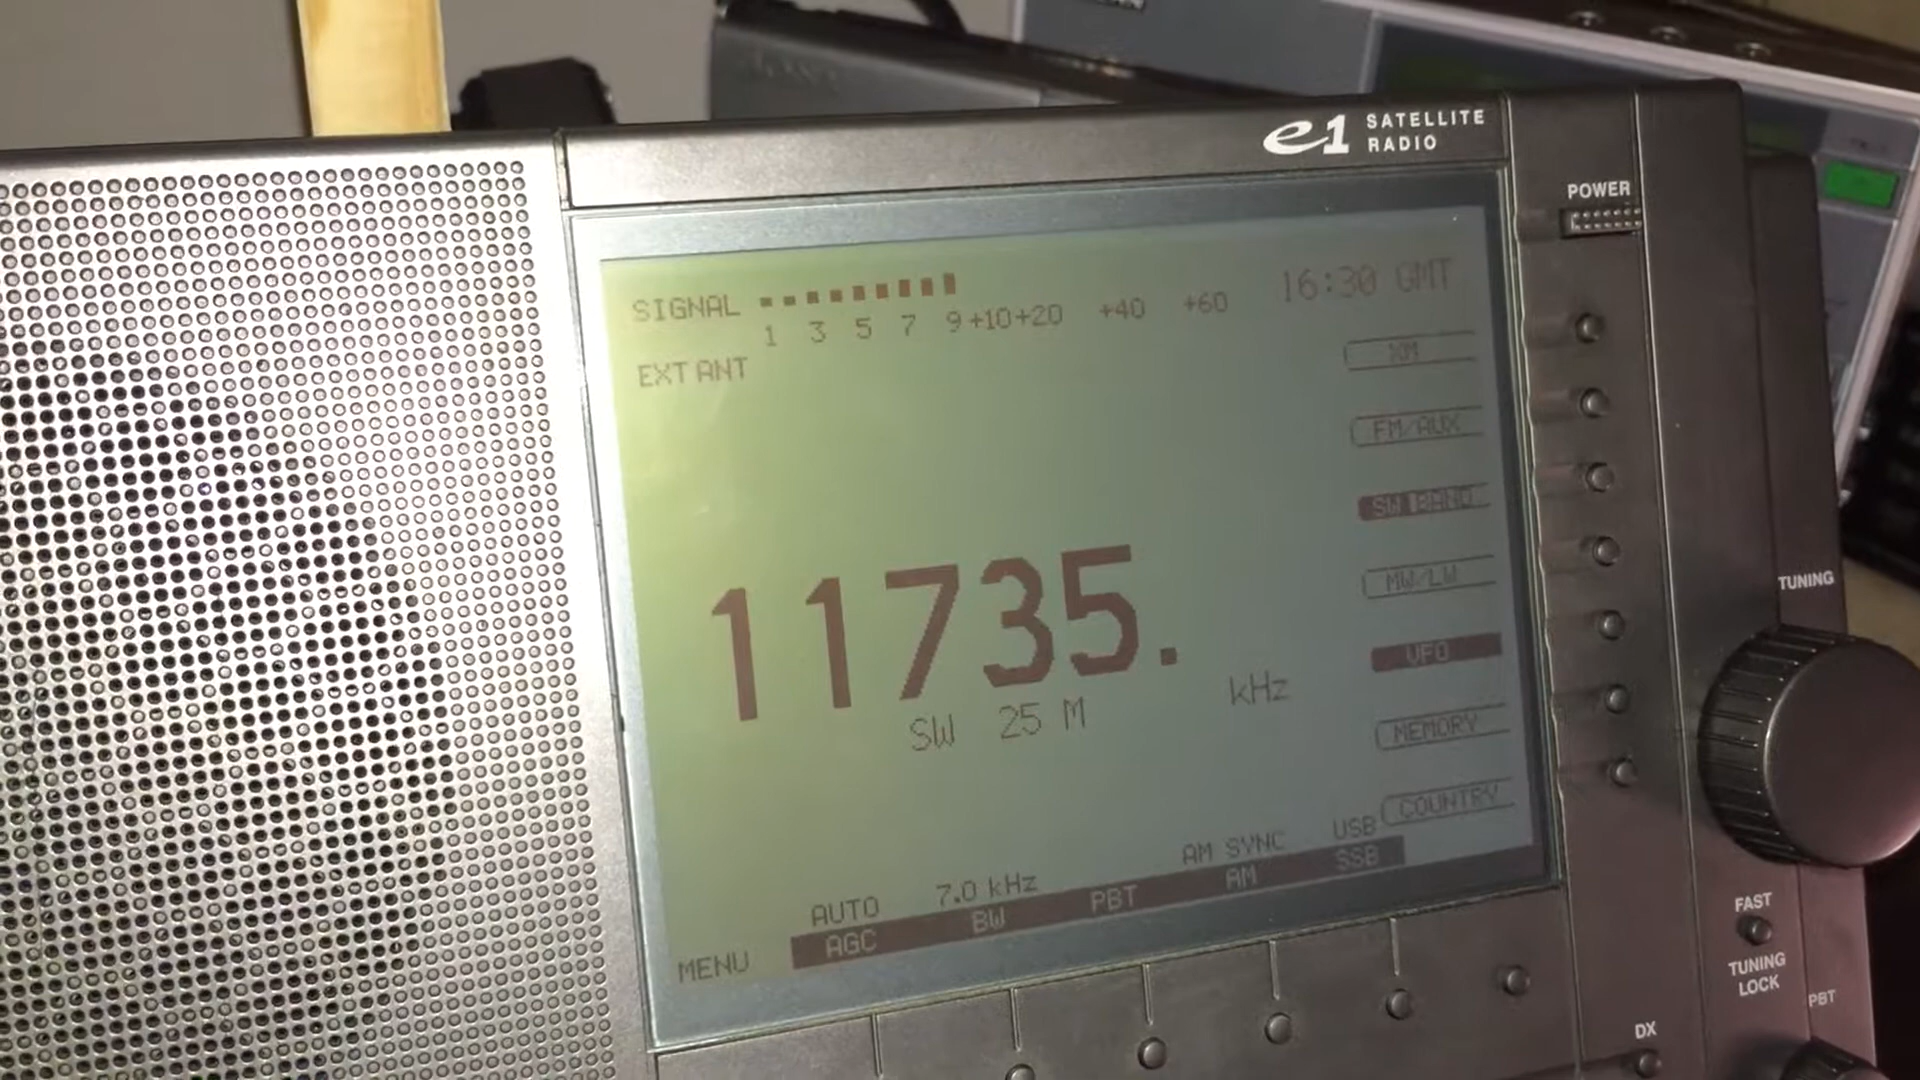 e1 SATELLITE RADIO
POWER
SIGNAL
1 3 5 7 9 +10 +20 +40 +60
16:30 GMT
EXT ANT
XM
FM/AUX
SW BAND
MW/LW
VFO
MEMORY
COUNTRY
11735.
kHz
SW 25 M
AUTO 7.0 kHz AM SYNC USB
MENU AGC BW PBT AM SSB
TUNING
FAST
TUNING LOCK
PBT
DX